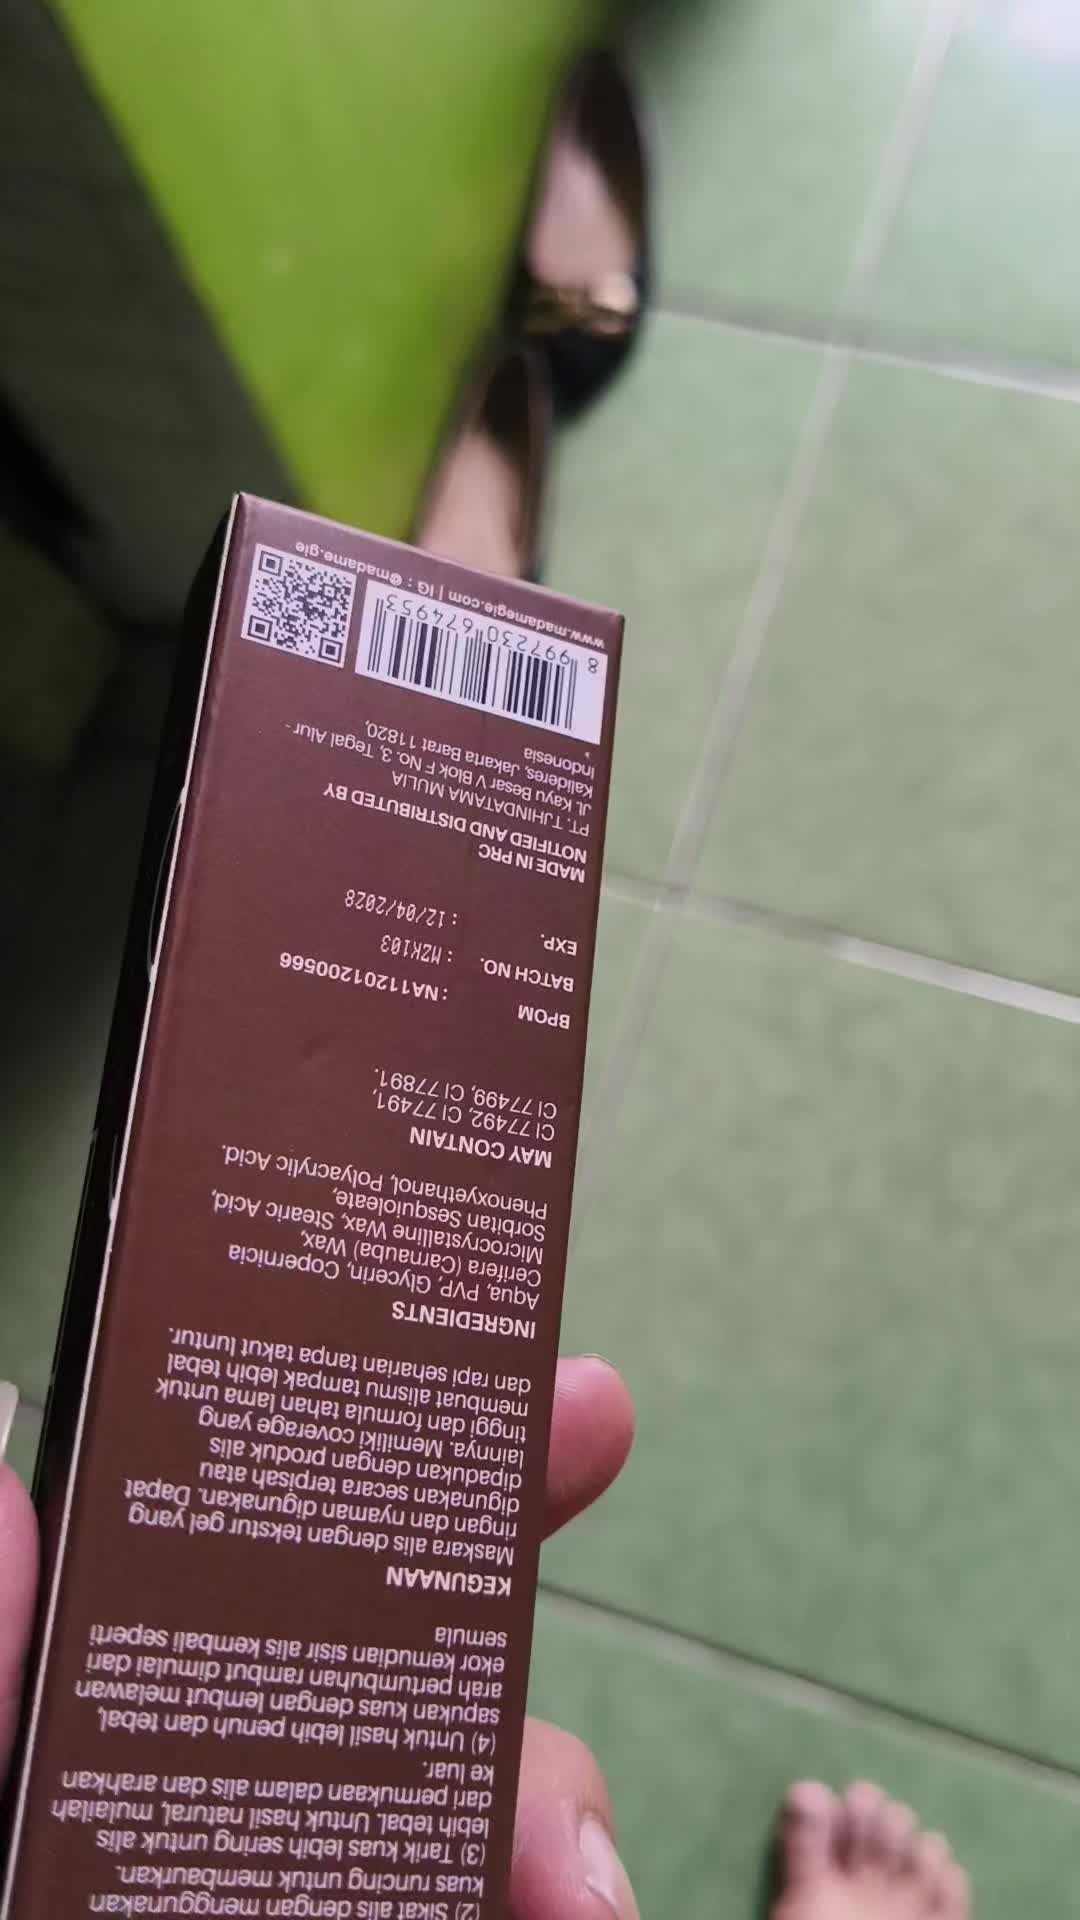 (2) Sikat alis dengan menggunakan
kuas runcing untuk membaurkan.
(3) Tarik kuas lebih sering untuk alis
lebih tebal. Untuk hasil natural, mulailah
dari permukaan dalam alis dan arahkan
ke luar.
(4) Untuk hasil lebih penuh dan tebal,
sapukan kuas dengan lembut melawan
arah pertumbuhan rambut dimulai dari
ekor kemudian sisir alis kembali seperti
semula
KEGUNAAN
Maskara alis dengan tekstur gel yang
ringan dan nyaman digunakan. Dapat
digunakan secara terpisah atau
dipadukan dengan produk alis
lainnya. Memiliki coverage yang
tinggi dan formula tahan lama untuk
membuat alismu tampak lebih tebal
dan rapi seharian tanpa takut luntur.
INGREDIENTS
Aqua, PVP, Glycerin, Copernicia
Cerifera (Carnauba) Wax,
Microcrystalline Wax, Stearic Acid,
Sorbitan Sesquioleate,
Phenoxyethanol, Polyacrylic Acid.
MAY CONTAIN
CI 77492, CI 77491,
CI 77499, CI 77891.
BPOM : NA11201200566
BATCH NO. : MZK103
EXP. : 12/04/2028
MADE IN PRC
NOTIFIED AND DISTRIBUTED BY
PT. TJHINDATAMA MULIA
JL Kayu Besar V Blok F No. 3, Tegal Alur -
Kalideres, Jakarta Barat 11820,
Indonesia
8 997230 674953
www.madamegie.com | IG : @madame.gie